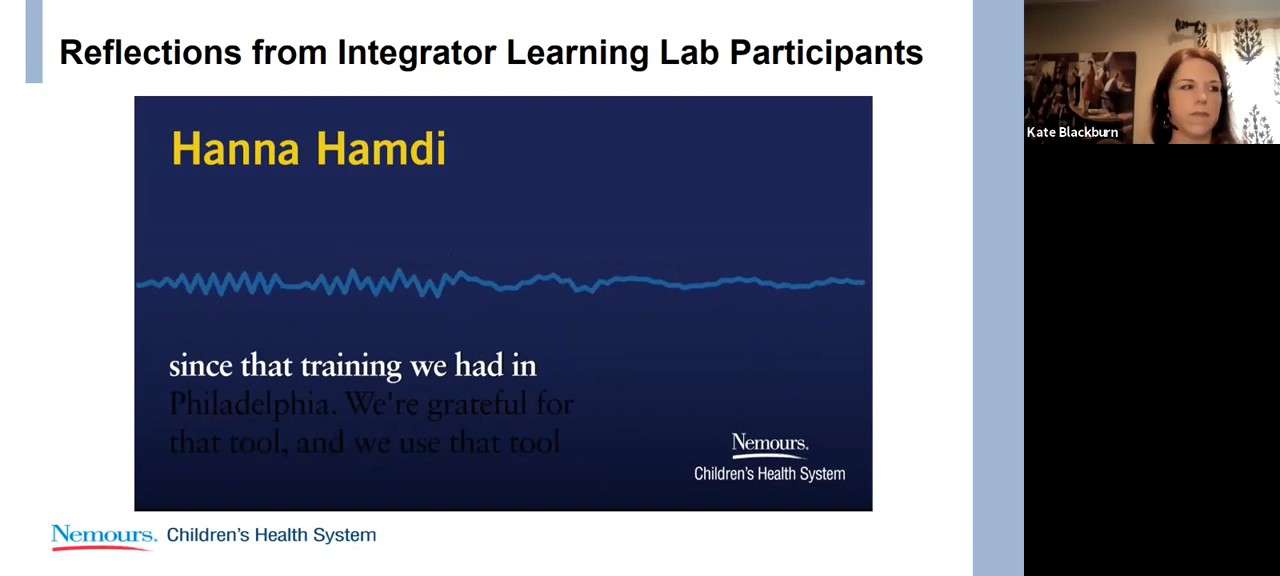 Reflections from Integrator Learning Lab Participants
Hanna Hamdi
since that training we had in
Philadelphia. We're grateful for
that tool, and we use that tool
Nemours.
Children's Health System
Nemours. Children's Health System
Kate Blackburn